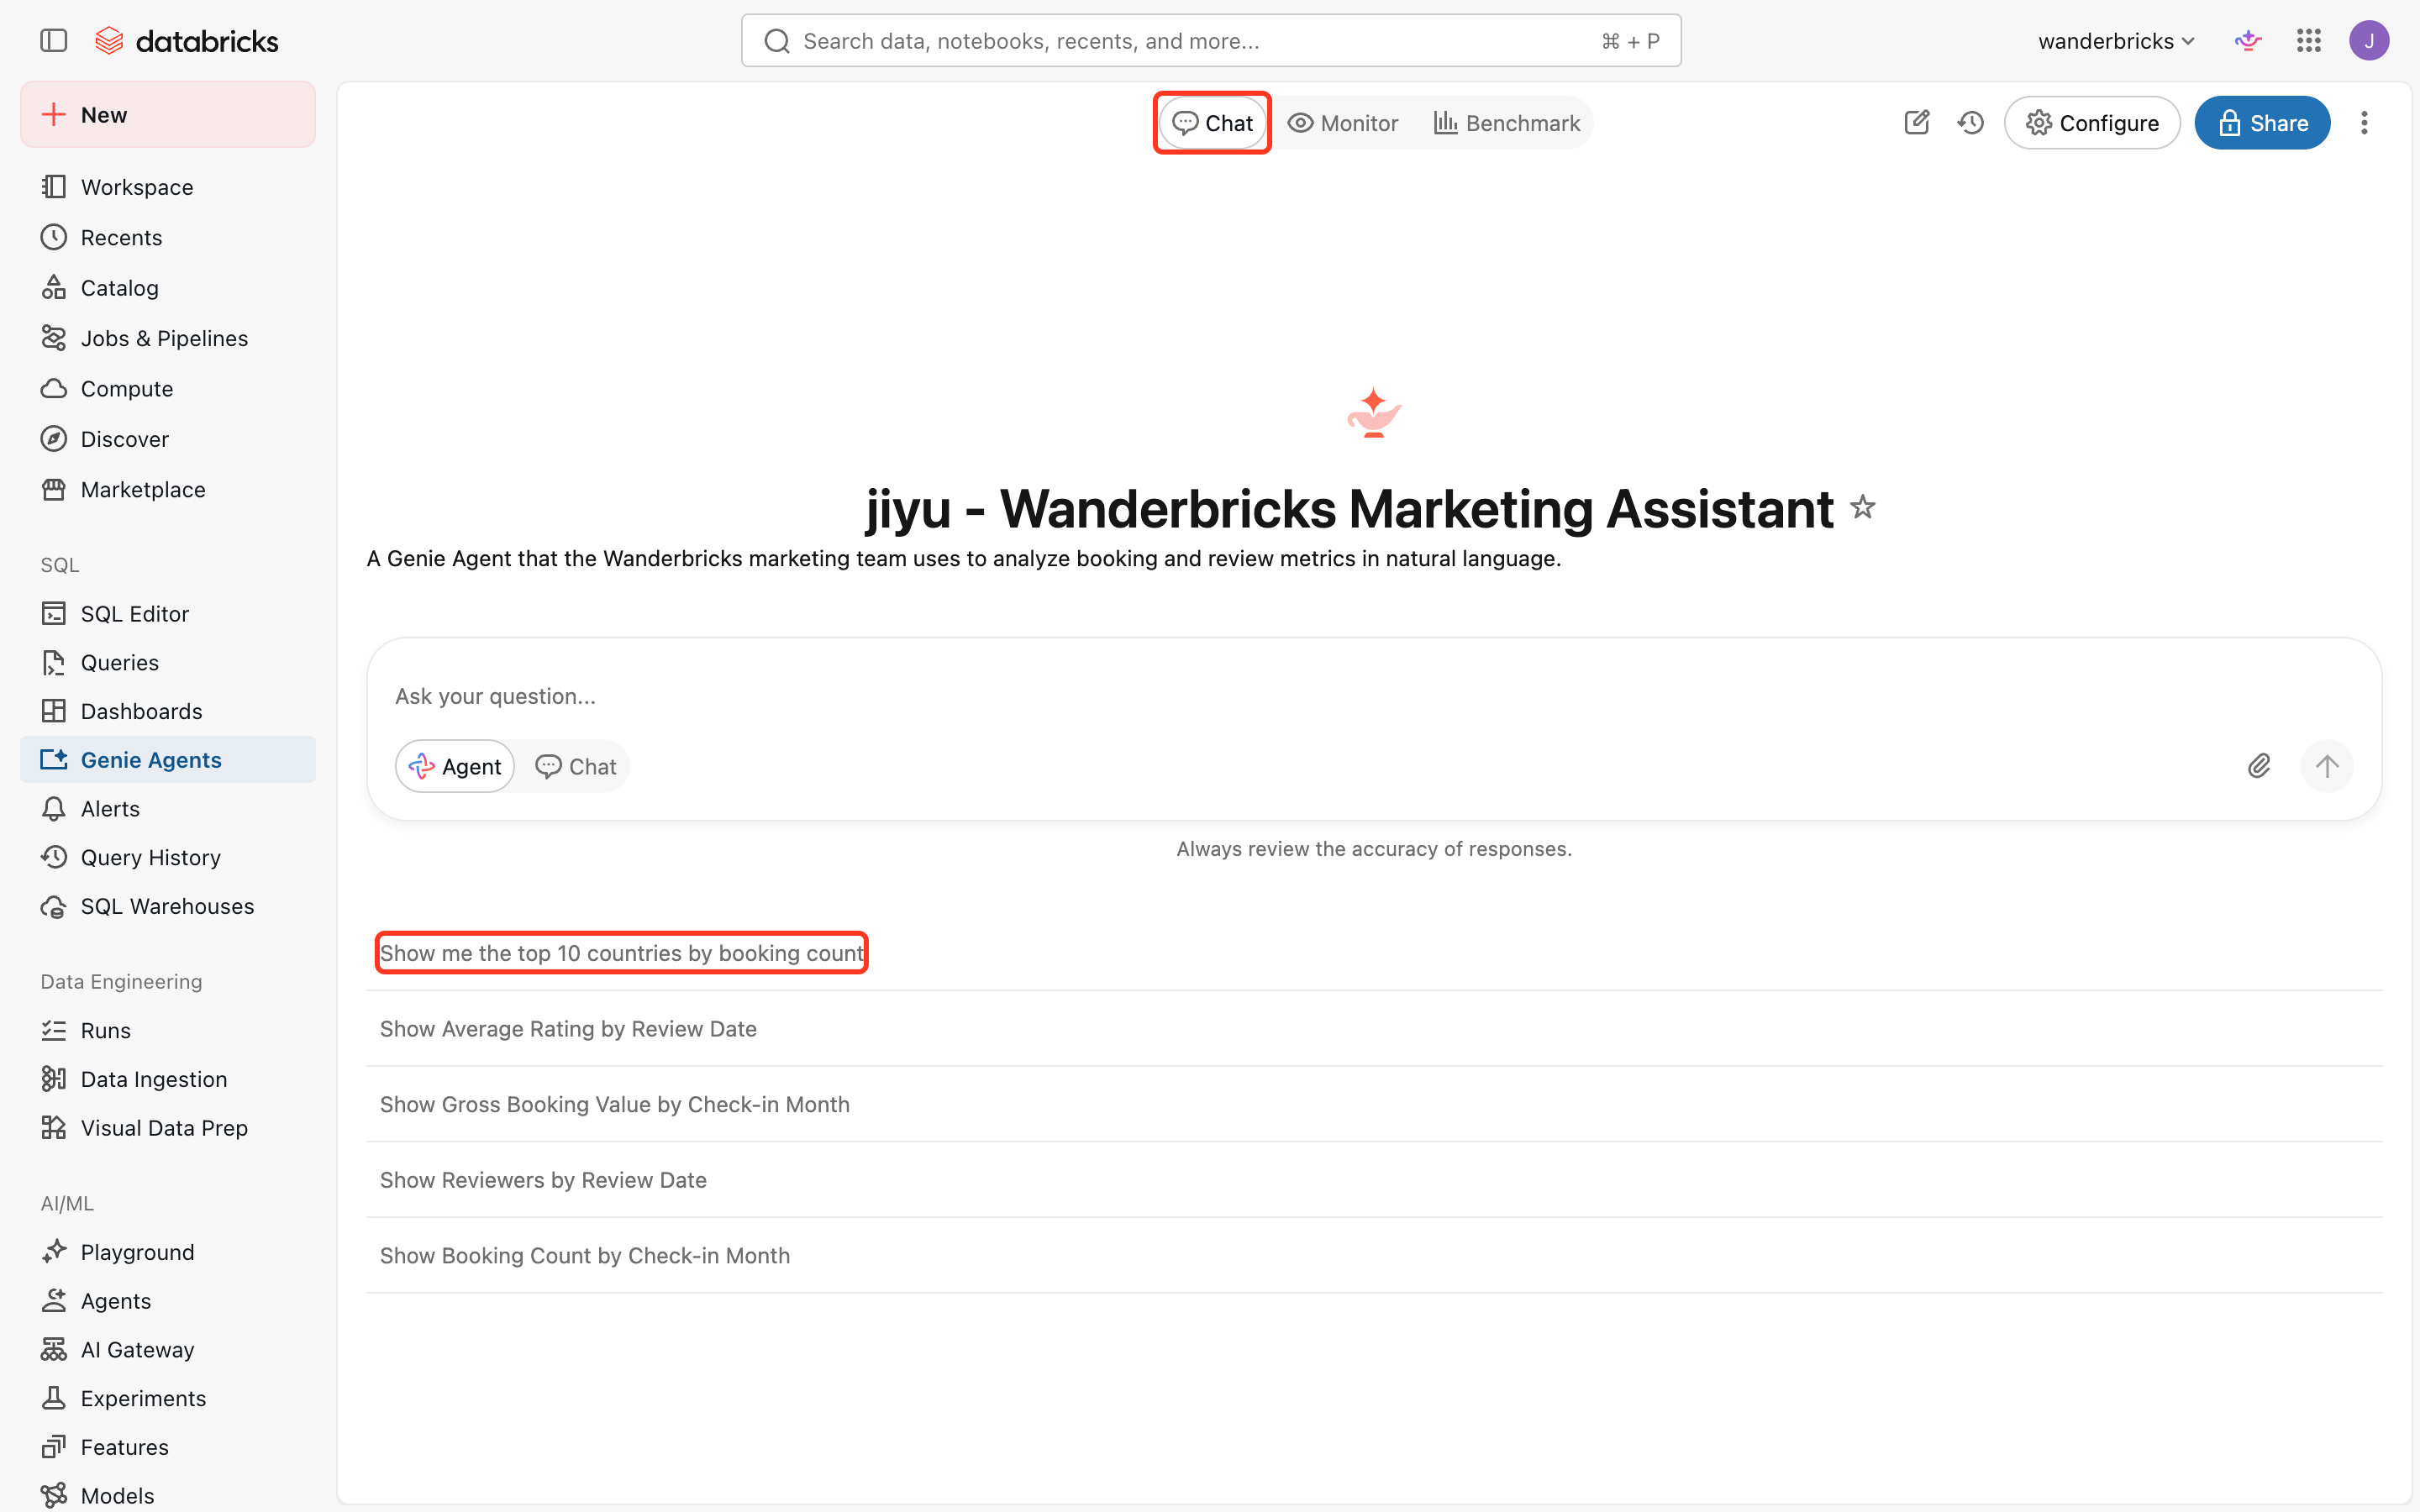 databricks
Search data, notebooks, recents, and more...
⌘ + P
wanderbricks
J
New
Workspace
Recents
Catalog
Jobs & Pipelines
Compute
Discover
Marketplace
SQL
SQL Editor
Queries
Dashboards
Genie Agents
Alerts
Query History
SQL Warehouses
Data Engineering
Runs
Data Ingestion
Visual Data Prep
AI/ML
Playground
Agents
AI Gateway
Experiments
Features
Models
Chat
Monitor
Benchmark
Configure
Share
jiyu - Wanderbricks Marketing Assistant
A Genie Agent that the Wanderbricks marketing team uses to analyze booking and review metrics in natural language.
Ask your question...
Agent
Chat
Always review the accuracy of responses.
Show me the top 10 countries by booking count
Show Average Rating by Review Date
Show Gross Booking Value by Check-in Month
Show Reviewers by Review Date
Show Booking Count by Check-in Month